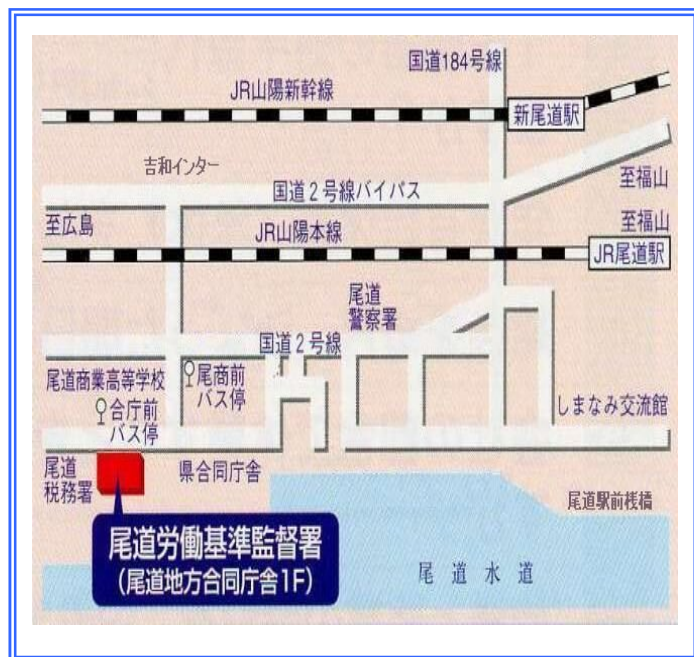 国道184号線
JR山陽新幹線
新尾道駅
吉和インター
国道２号線バイパス
至福山
至広島
至福山
JR山陽本線
JR尾道駅
尾道
警察署
国道２号線
尾道商業高等学校
尾商前
バス停
合庁前
バス停
しまなみ交流館
尾道
税務署
県合同庁舎
尾道駅前桟橋
尾道労働基準監督署
（尾道地方合同庁舎1F）
尾道水道